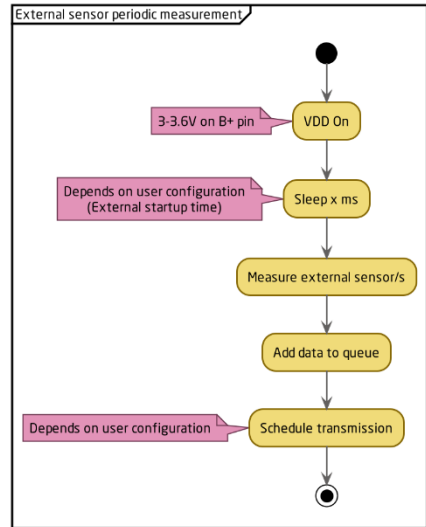 External sensor periodic measurement
3-3.6V on B+ pin
VDD On
Depends on user configuration
(External startup time)
Sleep x ms
Measure external sensor/s
Add data to queue
Depends on user configuration
Schedule transmission